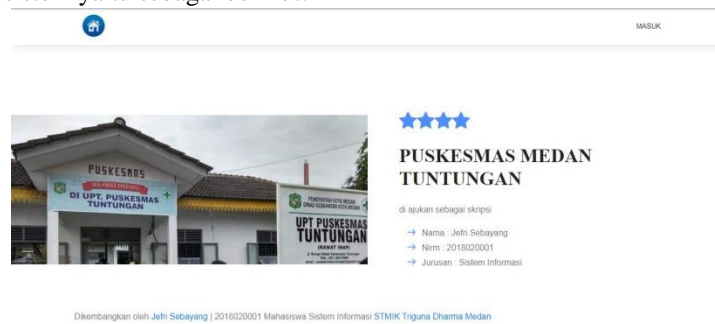 MASUK
PUSKESMAS
DI UPT. PUSKESMAS
TUNTUNGAN
PEMERINTAH KOTA MEDAN
DINAS KESEHATAN KOTA MEDAN
UPT PUSKESMAS
TUNTUNGAN
(RAWAT INAP)
PUSKESMAS MEDAN
TUNTUNGAN
di ajukan sebagai skripsi
→ Nama : Jefri Sebayang
→ Nirm : 2018020001
→ Jurusan : Sistem Informasi
Dikembangkan oleh Jefri Sebayang | 2018020001 Mahasiswa Sistem Informasi STMIK Triguna Dharma Medan